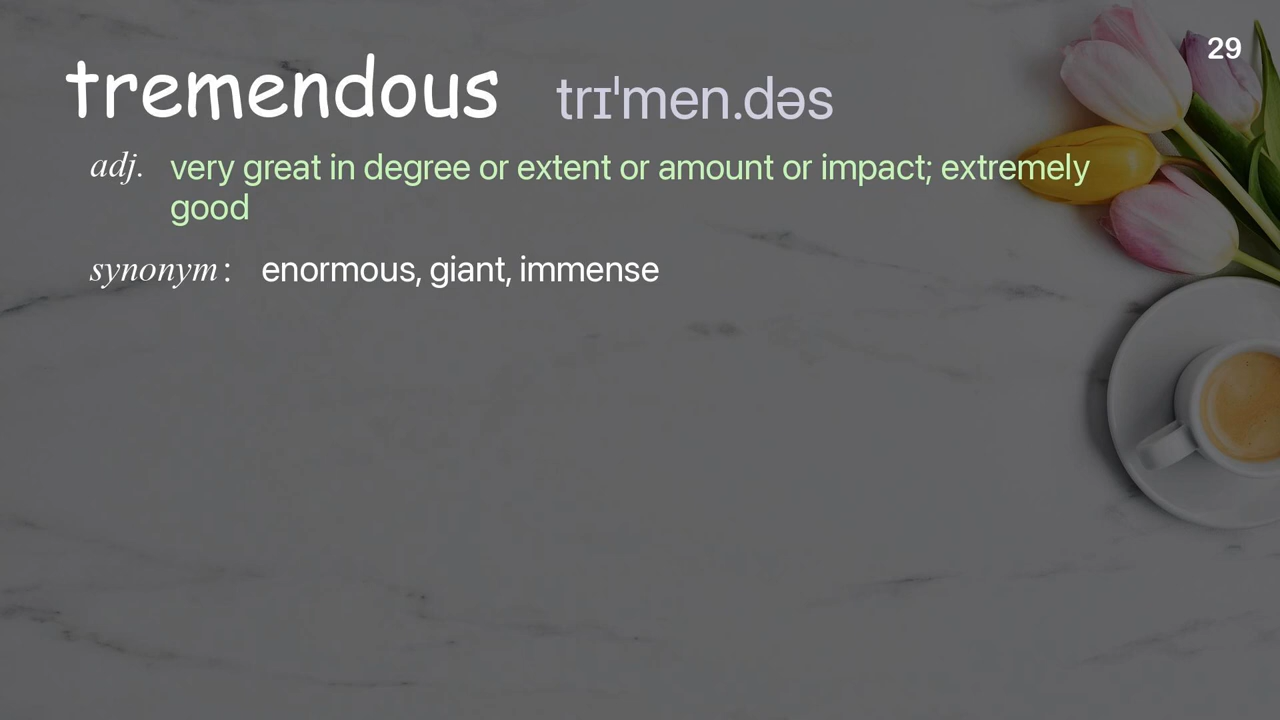 29
tremendous trɪˈmen.dəs
adj. very great in degree or extent or amount or impact; extremely
good
synonym: enormous, giant, immense